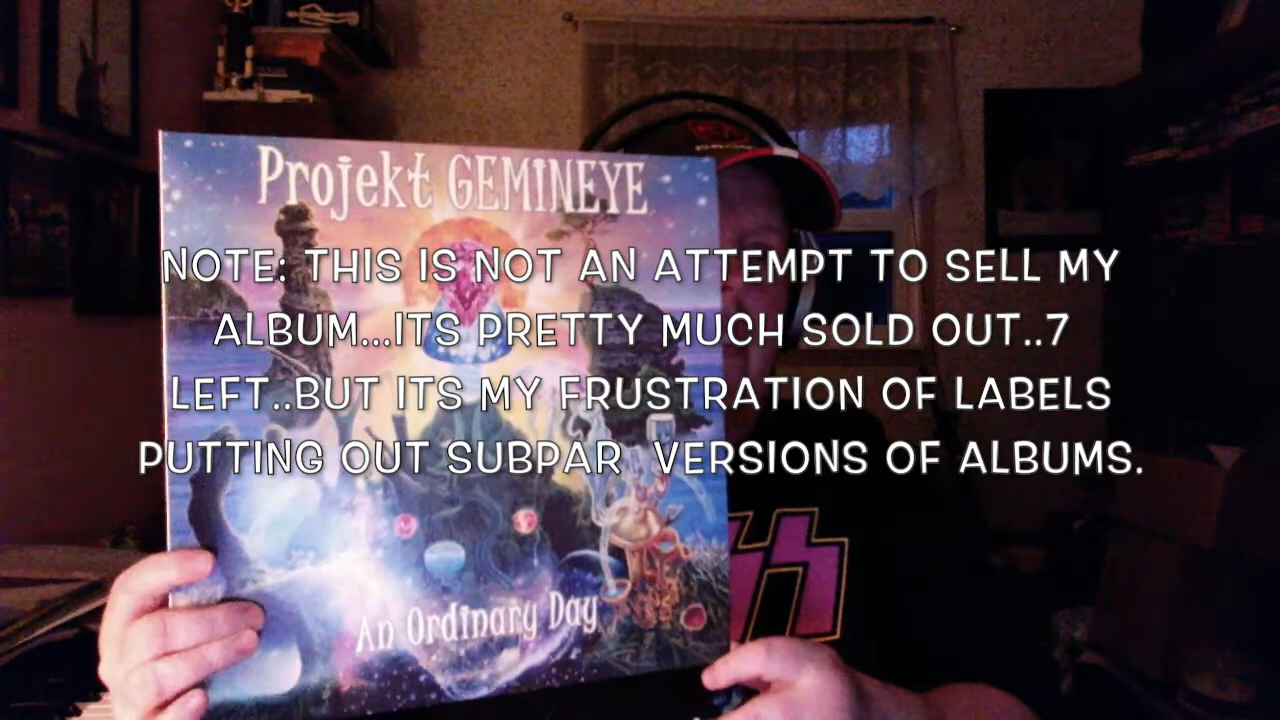 Projekt GEMINEYE
NOTE: THIS IS NOT AN ATTEMPT TO SELL MY
ALBUM...ITS PRETTY MUCH SOLD OUT..7
LEFT..BUT ITS MY FRUSTRATION OF LABELS
PUTTING OUT SUBPAR VERSIONS OF ALBUMS.
An Ordinary Day